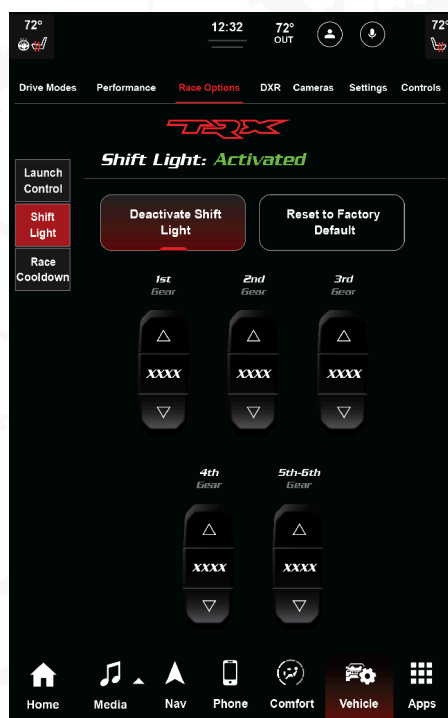 72° 12:32 72° 72°
OUT
Drive Modes Performance Race Options DXR Cameras Settings Controls
TRX
Shift Light: Activated
Launch
Control
Shift
Light
Race
Cooldown
Deactivate Shift
Light
Reset to Factory
Default
1st 2nd 3rd
Gear Gear Gear
XXXX XXXX XXXX
4th 5th-6th
Gear Gear
XXXX XXXX
Home Media Nav Phone Comfort Vehicle Apps